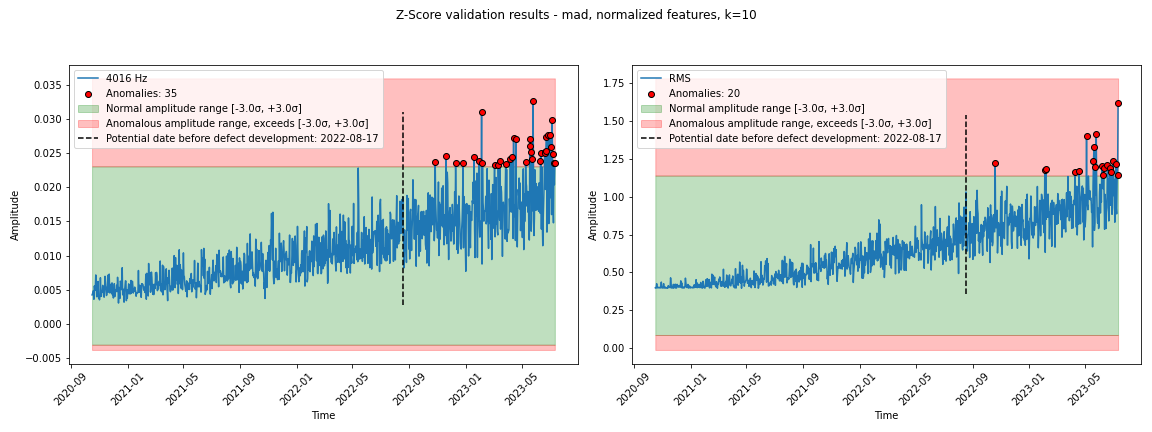 Z-Score validation results - mad, normalized features, k=10
4016 Hz
Anomalies: 35
Normal amplitude range [-3.0σ, +3.0σ]
Anomalous amplitude range, exceeds [-3.0σ, +3.0σ]
Potential date before defect development: 2022-08-17
0.035
0.030
0.025
0.020
0.015
0.010
0.005
0.000
−0.005
Amplitude
2020-09
2021-01
2021-05
2021-09
2022-01
2022-05
2022-09
2023-01
2023-05
Time
RMS
Anomalies: 20
Normal amplitude range [-3.0σ, +3.0σ]
Anomalous amplitude range, exceeds [-3.0σ, +3.0σ]
Potential date before defect development: 2022-08-17
1.75
1.50
1.25
1.00
0.75
0.50
0.25
0.00
Amplitude
2020-09
2021-01
2021-05
2021-09
2022-01
2022-05
2022-09
2023-01
2023-05
Time